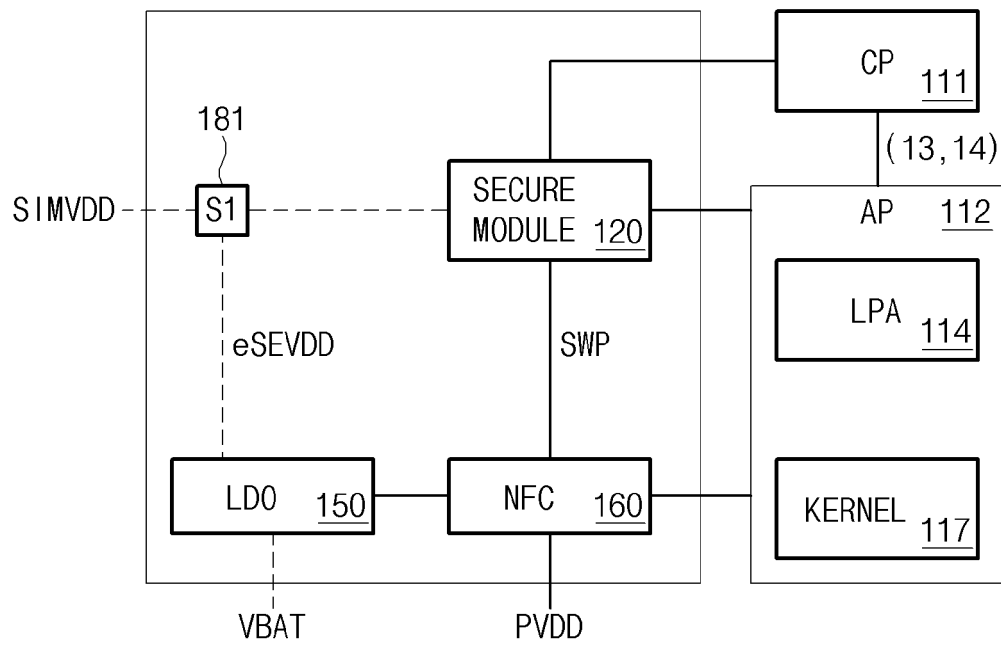 CP
111
181
(13, 14)
SIMVDD
S1
SECURE
MODULE 120
AP 112
LPA
114
eSEVDD
SWP
LDO 150
NFC 160
KERNEL
117
VBAT
PVDD